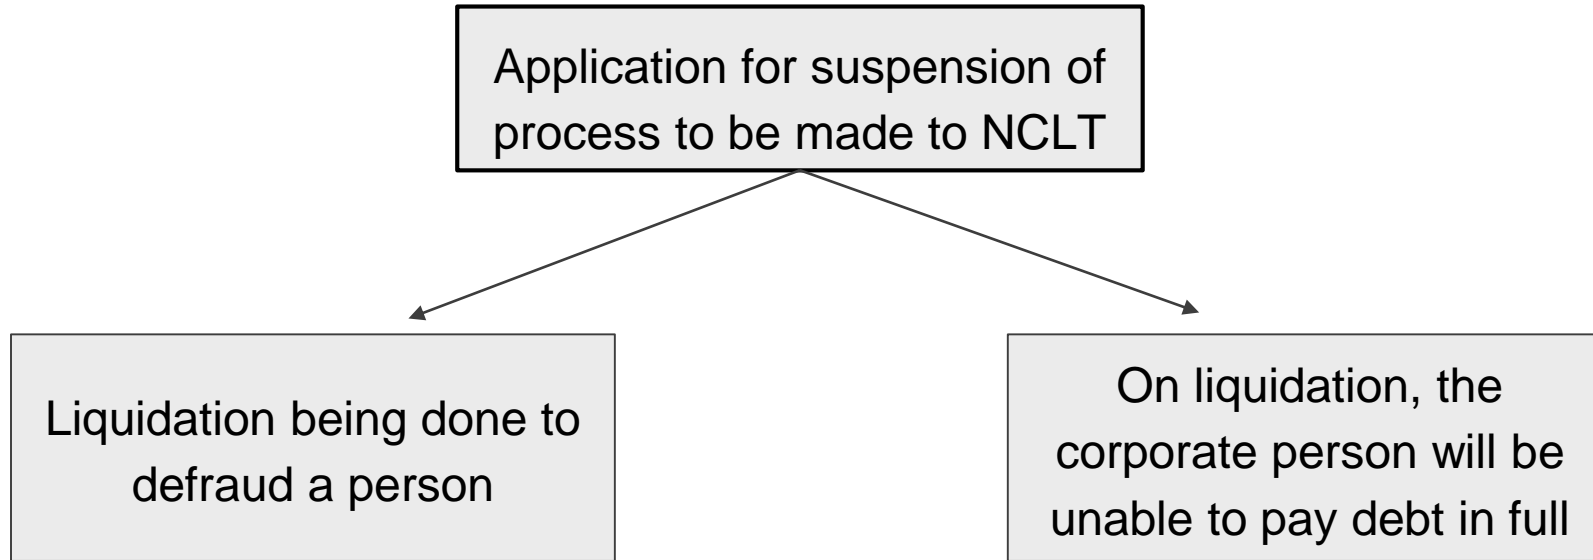 Application for suspension of
process to be made to NCLT
Liquidation being done to
defraud a person
On liquidation, the
corporate person will be
unable to pay debt in full